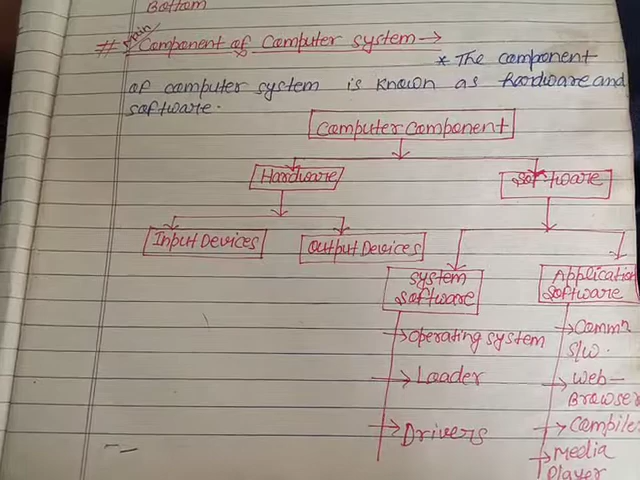 Bottom
# Main Component of Computer system →
* The component
of computer system is known as hardware and
software.
Computer Component
Hardware
Software
Input Devices
Output Devices
System
Software
Application
Software
→ Operating system
→ Loader
→ Drivers
→ Commn
S/W.
→ Web-
Browser
→ Compiler
→ Media
Player